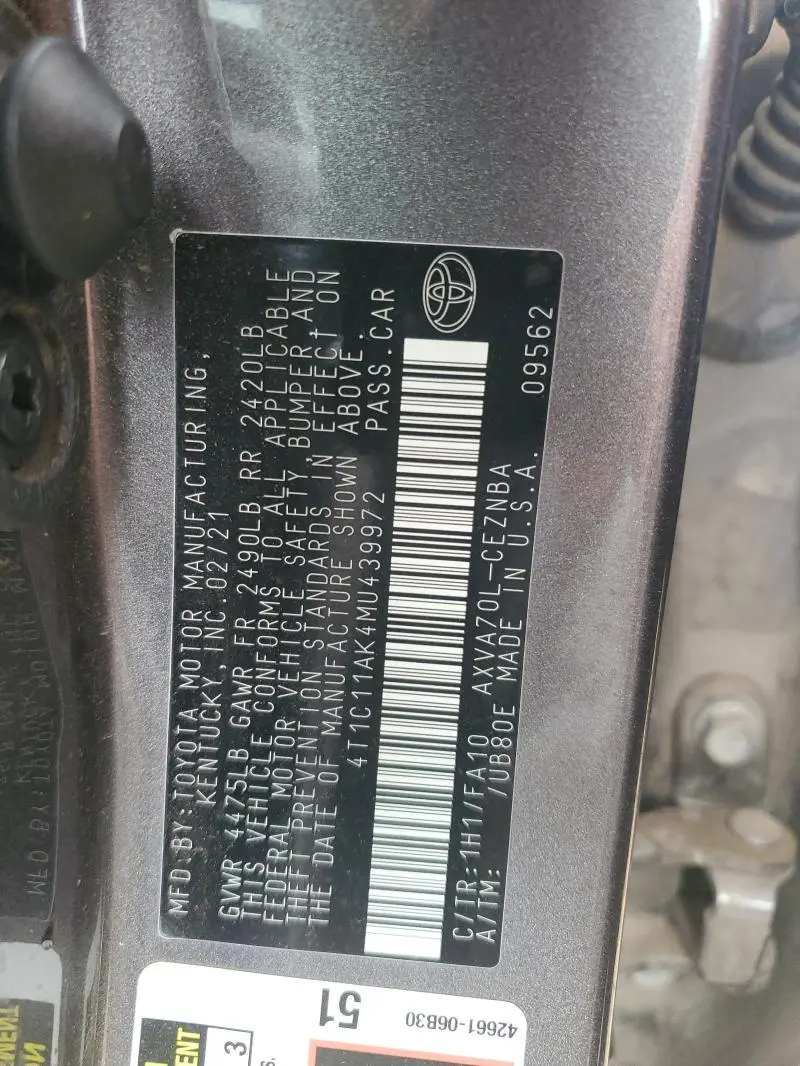 MFD BY:TOYOTA MOTOR MANUFACTURING,
KENTUCKY, INC 02/21
GVWR 4475LB GAWR FR 2490LB RR 2420LB
THIS VEHICLE CONFORMS TO ALL APPLICABLE
FEDERAL MOTOR VEHICLE SAFETY, BUMPER, AND
THEFT PREVENTION STANDARDS IN EFFECT ON
THE DATE OF MANUFACTURE SHOWN ABOVE.
4T1C11AK4MU439972 PASS.CAR
C/TR:1H1/FA10 AXVA70L-CEZNBA
A/TM: /UB80E MADE IN U.S.A. 09562
51
42661-06B30
3